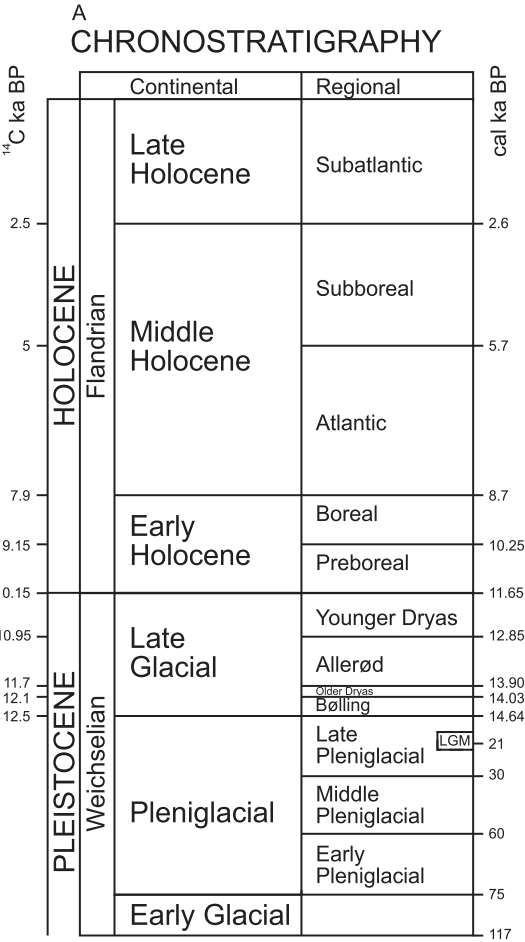 A
CHRONOSTRATIGRAPHY
¹⁴C ka BP
cal ka BP
Continental
Regional
HOLOCENE
Flandrian
Late
Holocene
Subatlantic
2.5
2.6
Middle
Holocene
Subboreal
5
5.7
Atlantic
7.9
8.7
Early
Holocene
Boreal
9.15
10.25
Preboreal
0.15
11.65
PLEISTOCENE
Weichselian
Late
Glacial
Younger Dryas
10.95
12.85
Allerød
11.7
13.90
Older Dryas
12.1
14.03
Bølling
12.5
14.64
Pleniglacial
Late
Pleniglacial
LGM
21
30
Middle
Pleniglacial
60
Early
Pleniglacial
75
Early Glacial
117